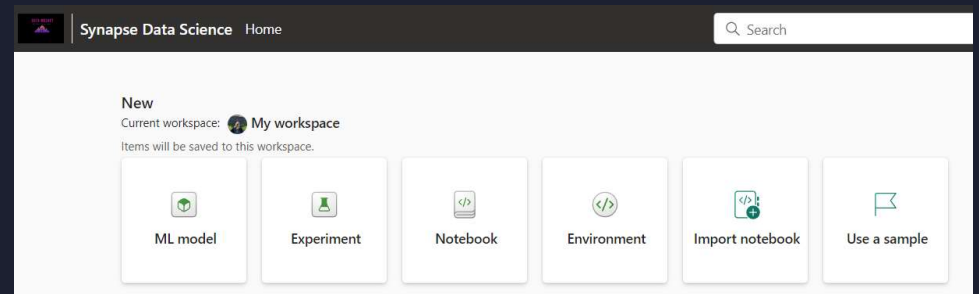 Synapse Data Science Home
Search
New
Current workspace: My workspace
Items will be saved to this workspace.
ML model
Experiment
Notebook
Environment
Import notebook
Use a sample